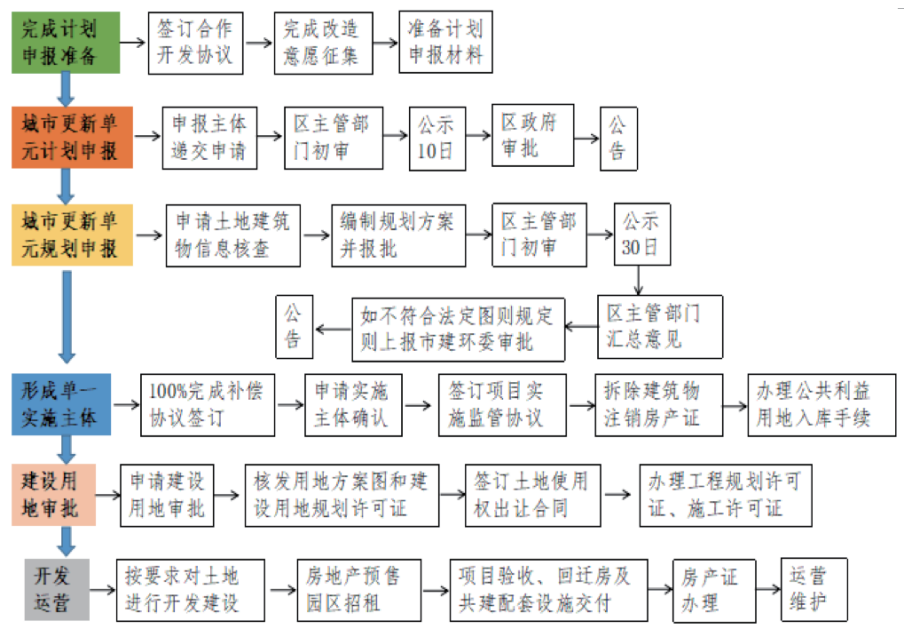 完成计划
申报准备
签订合作
开发协议
完成改造
意愿征集
准备计划
申报材料
城市更新单
元计划申报
申报主体
递交申请
区主管部
门初审
公示
10日
区政府
审批
公
告
城市更新单
元规划申报
申请土地建筑
物信息核查
编制规划方案
并报批
区主管部
门初审
公示
30日
区主管部门
汇总意见
如不符合法定图则规定
则上报市建环委审批
公
告
形成单一
实施主体
100%完成补偿
协议签订
申请实施
主体确认
签订项目实
施监管协议
拆除建筑物
注销房产证
办理公共利益
用地入库手续
建设用
地审批
申请建设
用地审批
核发用地方案图和建
设用地规划许可证
签订土地使用
权出让合同
办理工程规划许可
证、施工许可证
开发
运营
按要求对土地
进行开发建设
房地产预售
园区招租
项目验收、回迁房及
共建配套设施交付
房产证
办理
运营
维护